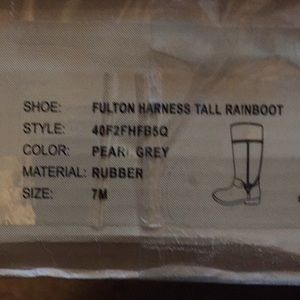 SHOE: FULTON HARNESS TALL RAINBOOT
STYLE: 40F2FHFB5Q
COLOR: PEARL GREY
MATERIAL: RUBBER
SIZE: 7M